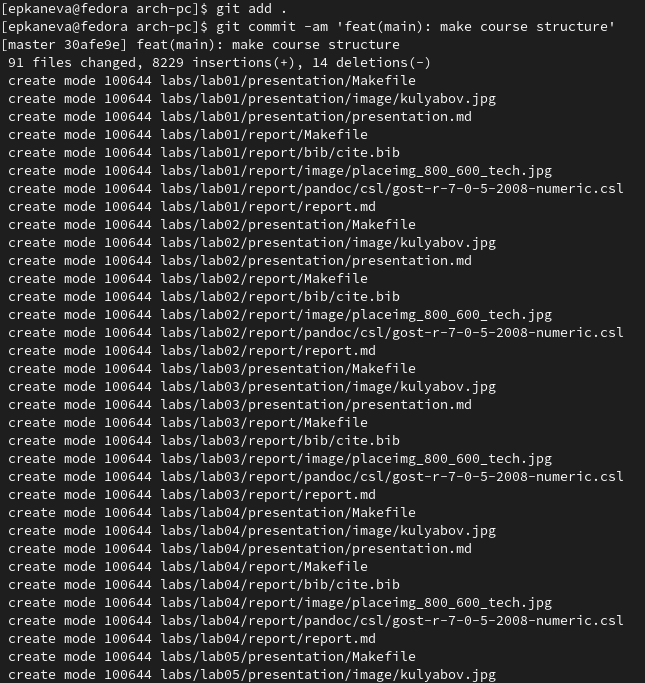 [epkaneva@fedora arch-pc]$ git add .
[epkaneva@fedora arch-pc]$ git commit -am 'feat(main): make course structure'
[master 30afe9e] feat(main): make course structure
 91 files changed, 8229 insertions(+), 14 deletions(-)
 create mode 100644 labs/lab01/presentation/Makefile
 create mode 100644 labs/lab01/presentation/image/kulyabov.jpg
 create mode 100644 labs/lab01/presentation/presentation.md
 create mode 100644 labs/lab01/report/Makefile
 create mode 100644 labs/lab01/report/bib/cite.bib
 create mode 100644 labs/lab01/report/image/placeimg_800_600_tech.jpg
 create mode 100644 labs/lab01/report/pandoc/csl/gost-r-7-0-5-2008-numeric.csl
 create mode 100644 labs/lab01/report/report.md
 create mode 100644 labs/lab02/presentation/Makefile
 create mode 100644 labs/lab02/presentation/image/kulyabov.jpg
 create mode 100644 labs/lab02/presentation/presentation.md
 create mode 100644 labs/lab02/report/Makefile
 create mode 100644 labs/lab02/report/bib/cite.bib
 create mode 100644 labs/lab02/report/image/placeimg_800_600_tech.jpg
 create mode 100644 labs/lab02/report/pandoc/csl/gost-r-7-0-5-2008-numeric.csl
 create mode 100644 labs/lab02/report/report.md
 create mode 100644 labs/lab03/presentation/Makefile
 create mode 100644 labs/lab03/presentation/image/kulyabov.jpg
 create mode 100644 labs/lab03/presentation/presentation.md
 create mode 100644 labs/lab03/report/Makefile
 create mode 100644 labs/lab03/report/bib/cite.bib
 create mode 100644 labs/lab03/report/image/placeimg_800_600_tech.jpg
 create mode 100644 labs/lab03/report/pandoc/csl/gost-r-7-0-5-2008-numeric.csl
 create mode 100644 labs/lab03/report/report.md
 create mode 100644 labs/lab04/presentation/Makefile
 create mode 100644 labs/lab04/presentation/image/kulyabov.jpg
 create mode 100644 labs/lab04/presentation/presentation.md
 create mode 100644 labs/lab04/report/Makefile
 create mode 100644 labs/lab04/report/bib/cite.bib
 create mode 100644 labs/lab04/report/image/placeimg_800_600_tech.jpg
 create mode 100644 labs/lab04/report/pandoc/csl/gost-r-7-0-5-2008-numeric.csl
 create mode 100644 labs/lab04/report/report.md
 create mode 100644 labs/lab05/presentation/Makefile
 create mode 100644 labs/lab05/presentation/image/kulyabov.jpg